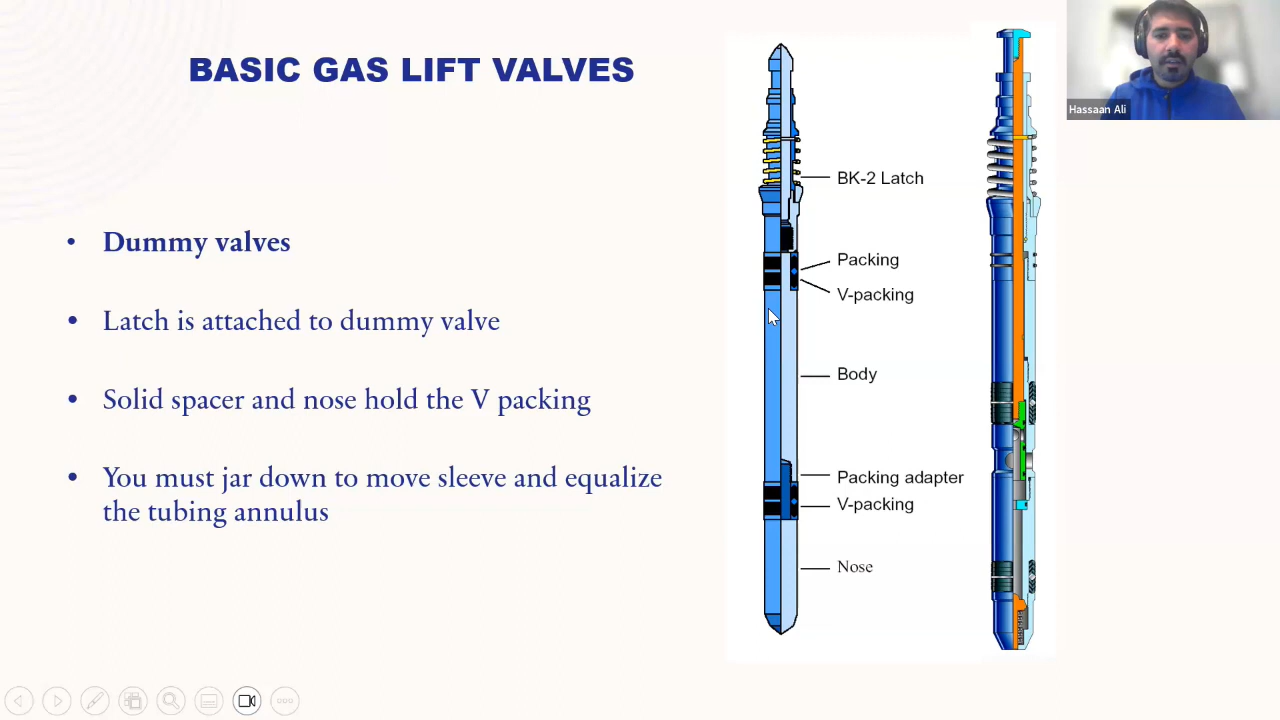 BASIC GAS LIFT VALVES
Hassaan Ali
• Dummy valves
• Latch is attached to dummy valve
• Solid spacer and nose hold the V packing
• You must jar down to move sleeve and equalize
the tubing annulus
BK-2 Latch
Packing
V-packing
Body
Packing adapter
V-packing
Nose